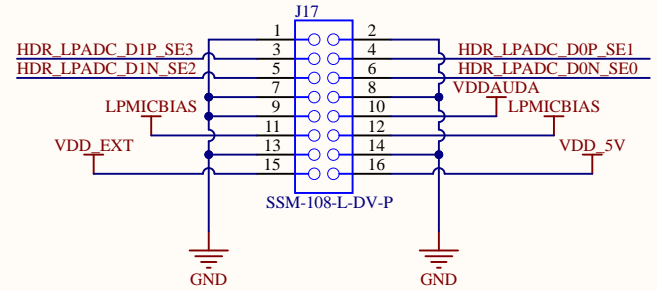 J17
1 2
HDR_LPADC_D1P_SE3 3 4 HDR_LPADC_D0P_SE1
HDR_LPADC_D1N_SE2 5 6 HDR_LPADC_D0N_SE0
7 8 VDDAUDA
LPMICBIAS 9 10 LPMICBIAS
11 12
VDD_EXT 13 14 VDD_5V
15 16
SSM-108-L-DV-P
GND GND